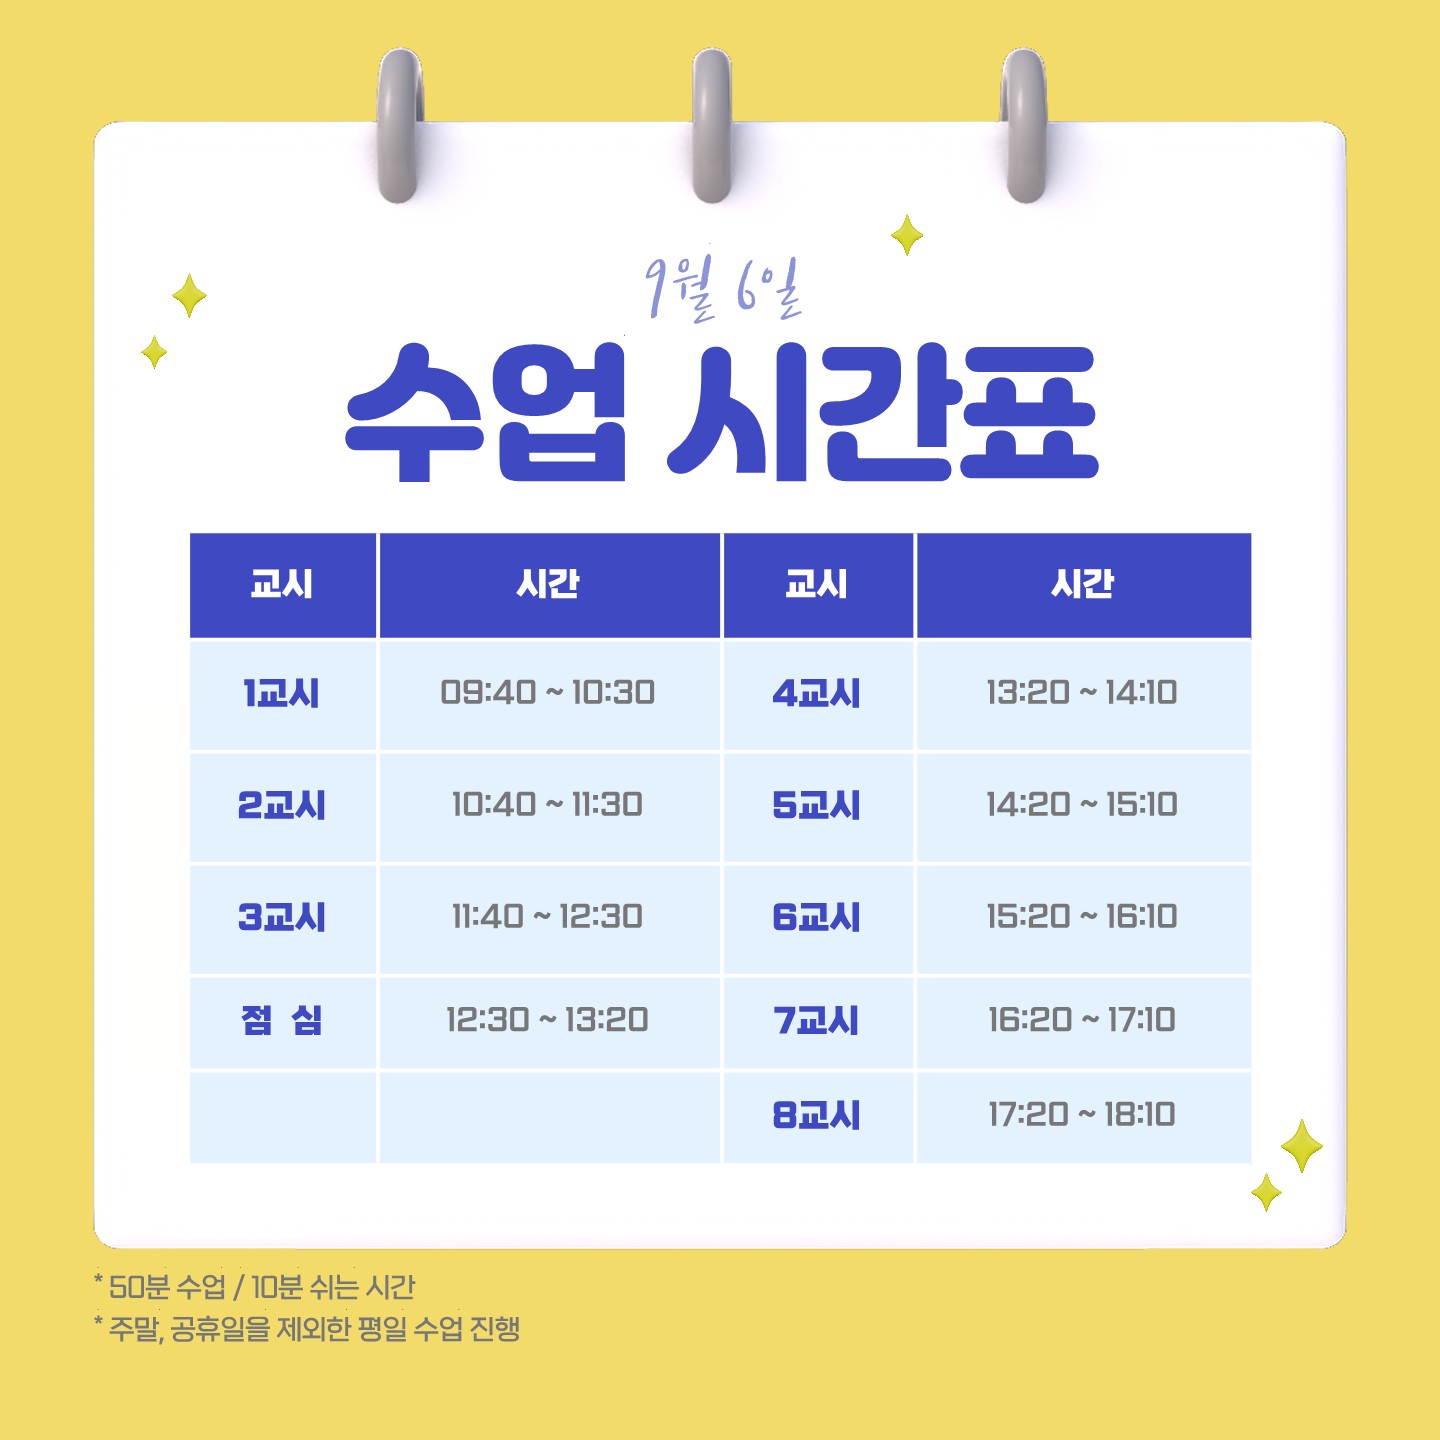 9월 6일
수업 시간표
교시 시간 교시 시간
1교시 09:40 ~ 10:30 4교시 13:20 ~ 14:10
2교시 10:40 ~ 11:30 5교시 14:20 ~ 15:10
3교시 11:40 ~ 12:30 6교시 15:20 ~ 16:10
점 심 12:30 ~ 13:20 7교시 16:20 ~ 17:10
8교시 17:20 ~ 18:10
* 50분 수업 / 10분 쉬는 시간
* 주말, 공휴일을 제외한 평일 수업 진행